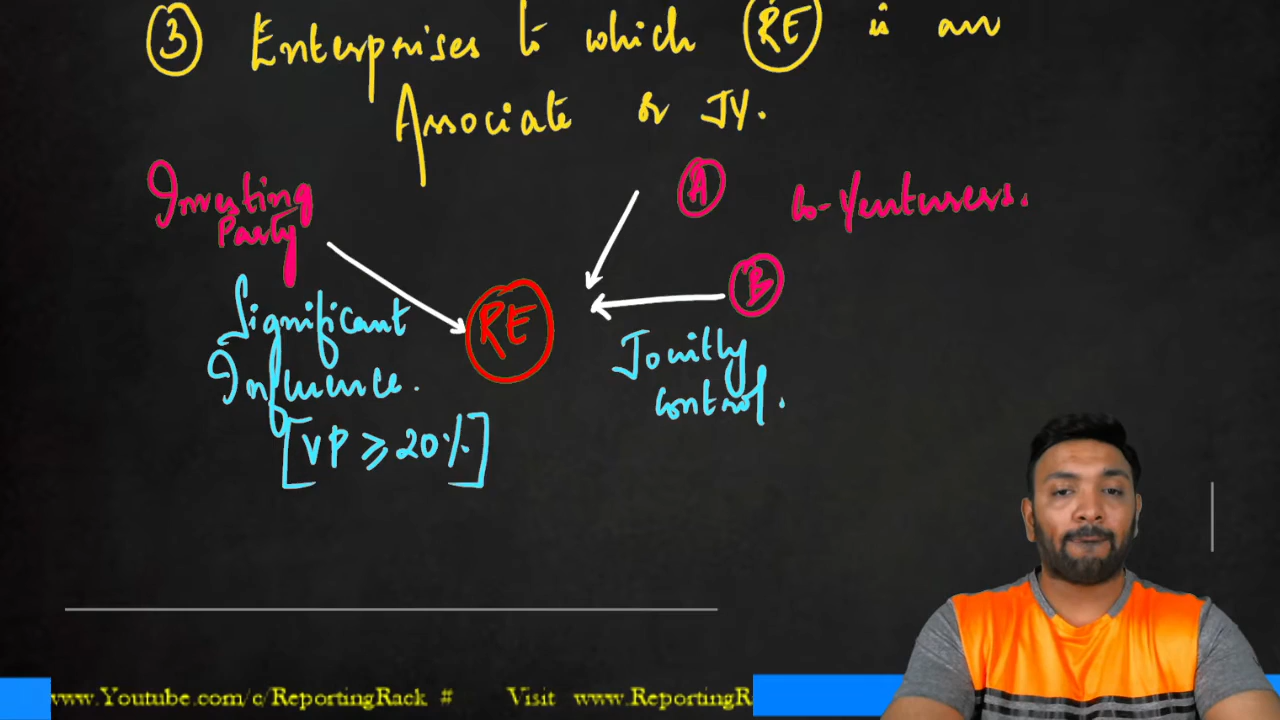 ③ Enterprises to which RE is an
Associate or JV.
Investing
Party
A
Co-Venturers.
Significant
Influence.
[VP ≥ 20%]
RE
B
Jointly
control.
www.Youtube.com/c/ReportingRack # Visit www.ReportingR